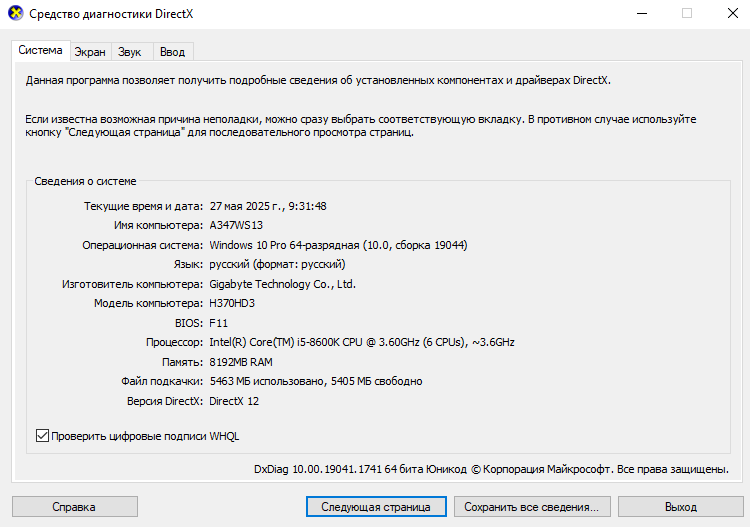 Средство диагностики DirectX
Система Экран Звук Ввод
Данная программа позволяет получить подробные сведения об установленных компонентах и драйверах DirectX.
Если известна возможная причина неполадки, можно сразу выбрать соответствующую вкладку. В противном случае используйте
кнопку "Следующая страница" для последовательного просмотра страниц.
Сведения о системе
Текущие время и дата: 27 мая 2025 г., 9:31:48
Имя компьютера: A347WS13
Операционная система: Windows 10 Pro 64-разрядная (10.0, сборка 19044)
Язык: русский (формат: русский)
Изготовитель компьютера: Gigabyte Technology Co., Ltd.
Модель компьютера: H370HD3
BIOS: F11
Процессор: Intel(R) Core(TM) i5-8600K CPU @ 3.60GHz (6 CPUs), ~3.6GHz
Память: 8192MB RAM
Файл подкачки: 5463 МБ использовано, 5405 МБ свободно
Версия DirectX: DirectX 12
Проверить цифровые подписи WHQL
DxDiag 10.00.19041.1741 64 бита Юникод © Корпорация Майкрософт. Все права защищены.
Справка Следующая страница Сохранить все сведения... Выход